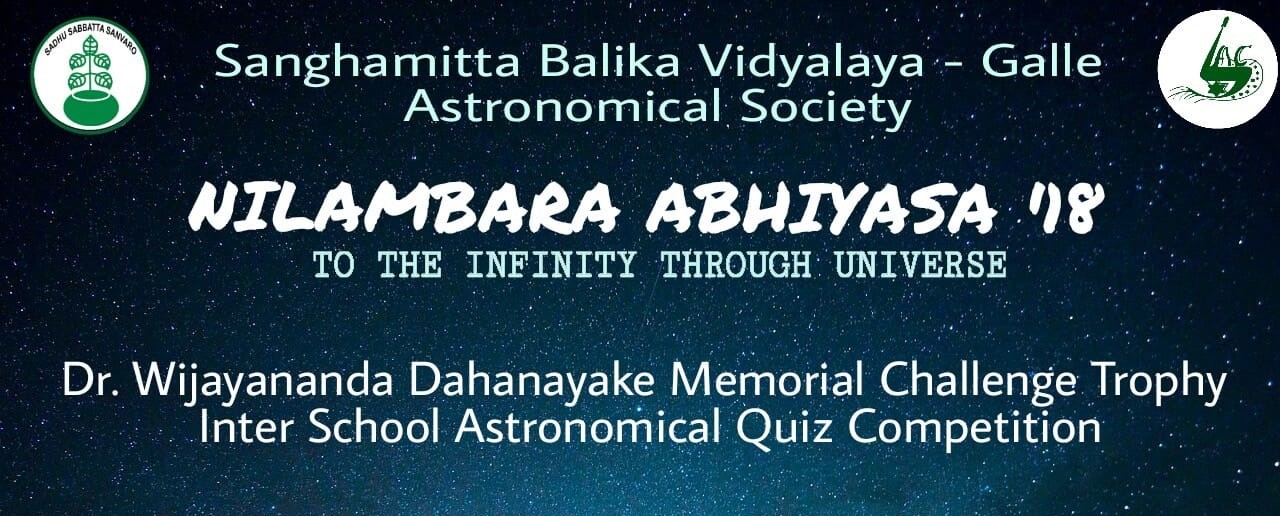 SADHU SABBATTA SANVARO
Sanghamitta Balika Vidyalaya - Galle
Astronomical Society
NILAMBARA ABHIYASA '18'
TO THE INFINITY THROUGH UNIVERSE
Dr. Wijayananda Dahanayake Memorial Challenge Trophy
Inter School Astronomical Quiz Competition